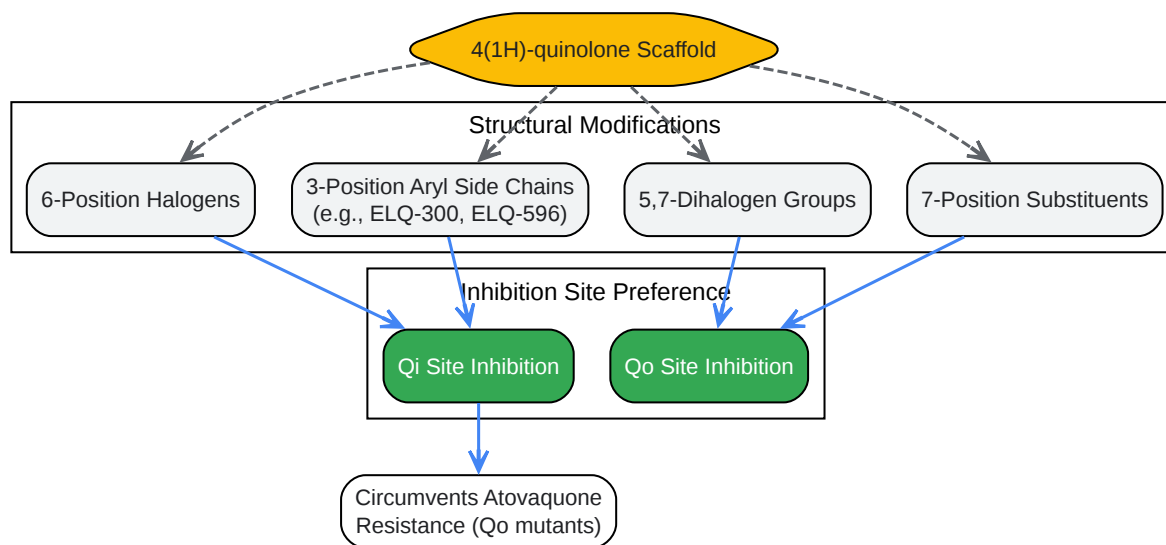 4(1H)-quinolone Scaffold
Structural Modifications
6-Position Halogens
3-Position Aryl Side Chains
(e.g., ELQ-300, ELQ-596)
5,7-Dihalogen Groups
7-Position Substituents
Inhibition Site Preference
Qi Site Inhibition
Qo Site Inhibition
Circumvents Atovaquone
Resistance (Qo mutants)